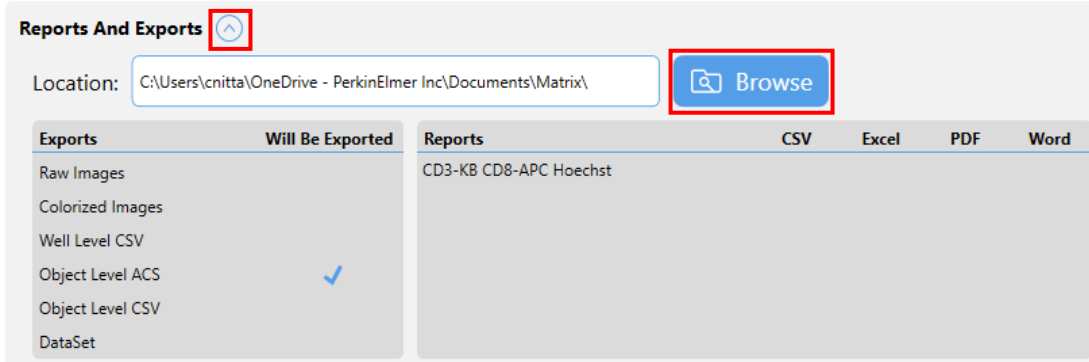 Reports And Exports
Location: C:\Users\cnitta\OneDrive - PerkinElmer Inc\Documents\Matrix\ Browse
Exports Will Be Exported Reports CSV Excel PDF Word
Raw Images CD3-KB CD8-APC Hoechst
Colorized Images
Well Level CSV
Object Level ACS
Object Level CSV
DataSet